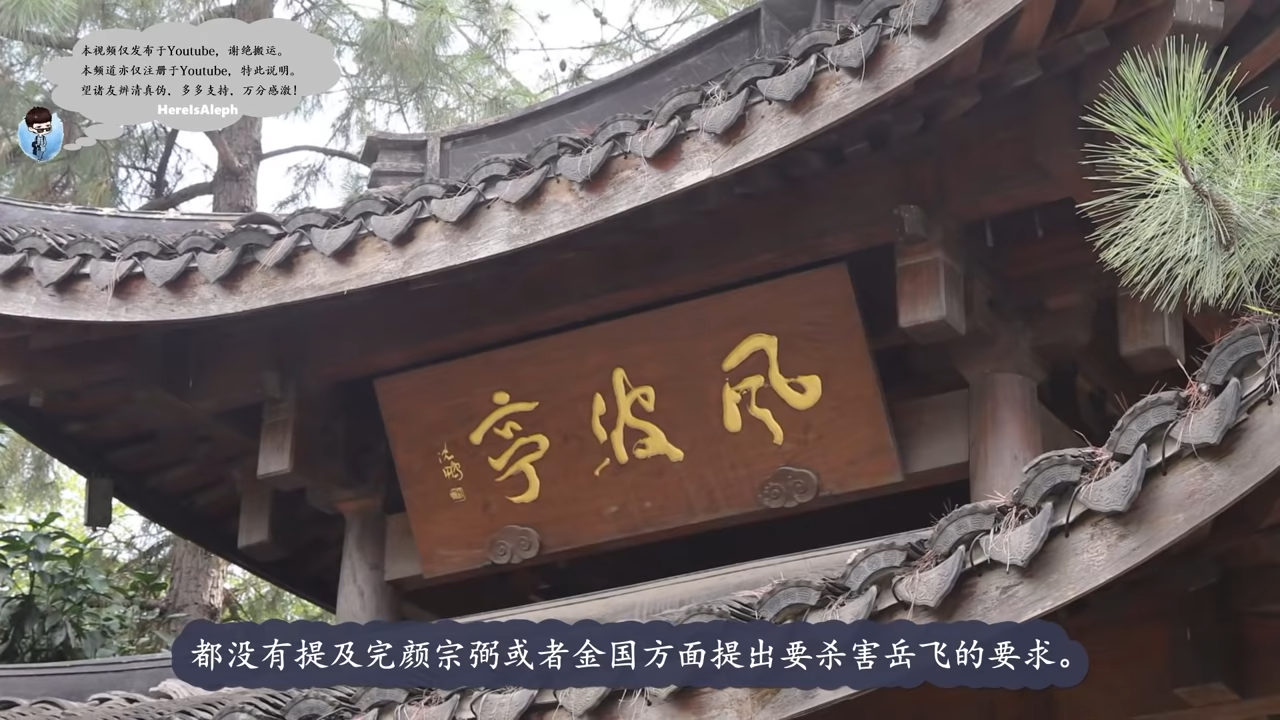 本视频仅发布于Youtube，谢绝搬运。
本频道亦仅注册于Youtube，特此说明。
望诸友辨清真伪，多多支持，万分感激！
HereIsAleph
风波亭
都没有提及完颜宗弼或者金国方面提出要杀害岳飞的要求。